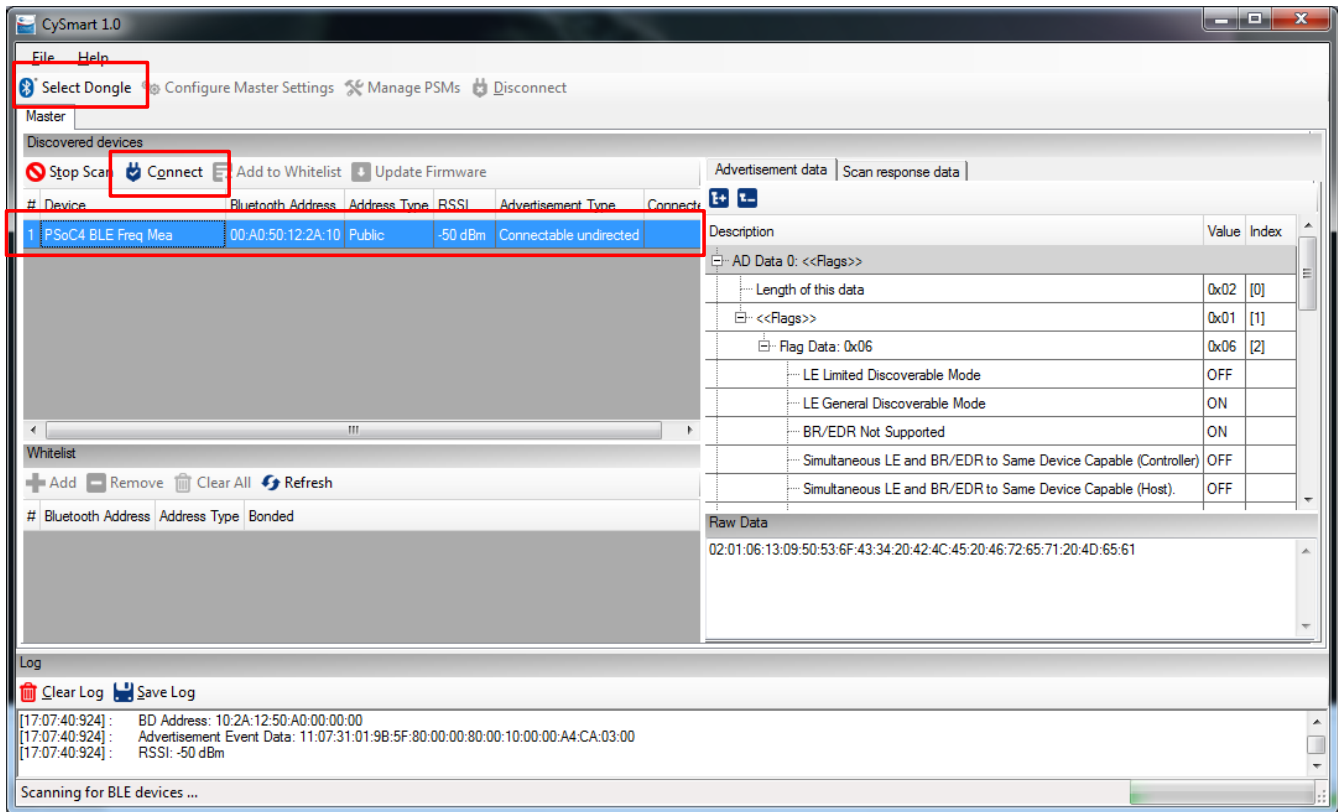 CySmart 1.0
File Help
Select Dongle Configure Master Settings Manage PSMs Disconnect
Master
Discovered devices
Stop Scan Connect Add to Whitelist Update Firmware
# Device Bluetooth Address Address Type RSSI Advertisement Type Connecte
1 PSoC4 BLE Freq Mea 00:A0:50:12:2A:10 Public -50 dBm Connectable undirected
Whitelist
Add Remove Clear All Refresh
# Bluetooth Address Address Type Bonded
Advertisement data Scan response data
Description Value Index
AD Data 0: <<Flags>>
Length of this data 0x02 [0]
<<Flags>> 0x01 [1]
Flag Data: 0x06 0x06 [2]
LE Limited Discoverable Mode OFF
LE General Discoverable Mode ON
BR/EDR Not Supported ON
Simultaneous LE and BR/EDR to Same Device Capable (Controller) OFF
Simultaneous LE and BR/EDR to Same Device Capable (Host). OFF
Raw Data
02:01:06:13:09:50:53:6F:43:34:20:42:4C:45:20:46:72:65:71:20:4D:65:61
Log
Clear Log Save Log
[17:07:40:924] : BD Address: 10:2A:12:50:A0:00:00:00
[17:07:40:924] : Advertisement Event Data: 11:07:31:01:9B:5F:80:00:00:80:00:10:00:00:A4:CA:03:00
[17:07:40:924] : RSSI: -50 dBm
Scanning for BLE devices ...